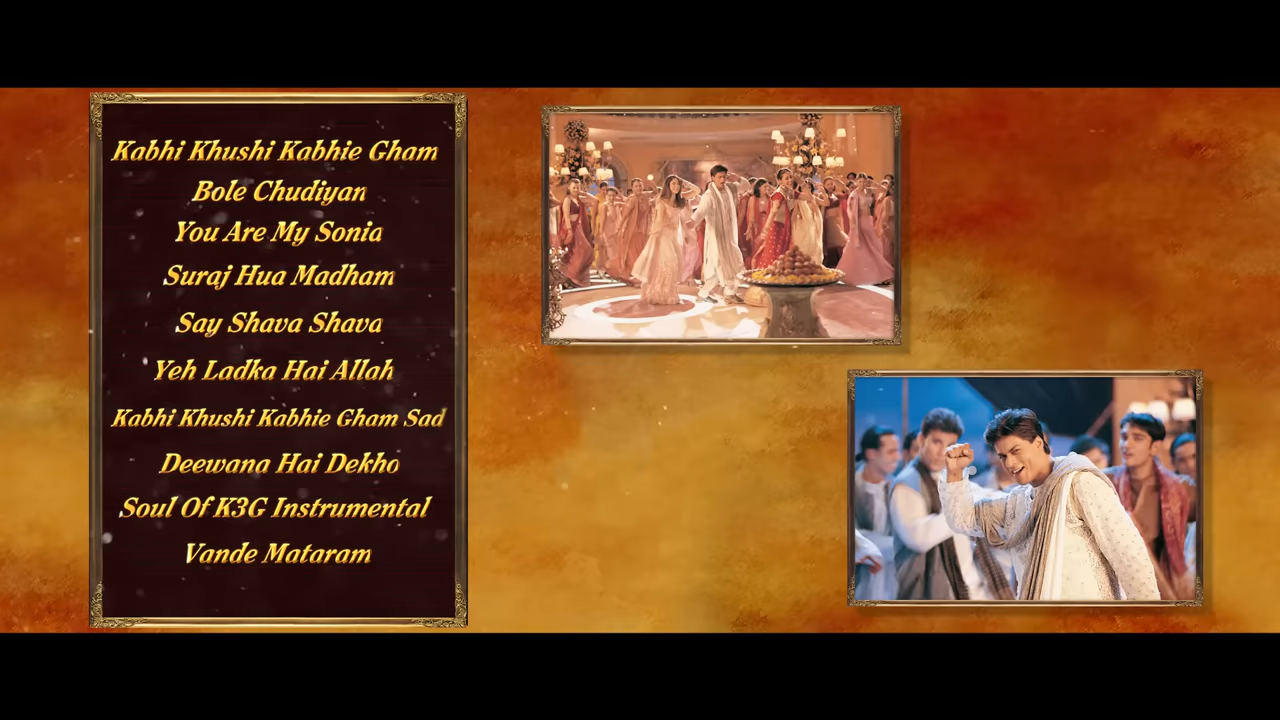 Kabhi Khushi Kabhie Gham
Bole Chudiyan
You Are My Sonia
Suraj Hua Madham
Say Shava Shava
Yeh Ladka Hai Allah
Kabhi Khushi Kabhie Gham Sad
Deewana Hai Dekho
Soul Of K3G Instrumental
Vande Mataram